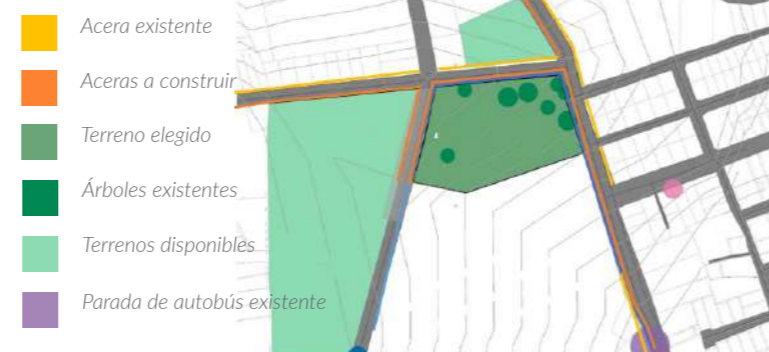 Acera existente
Aceras a construir
Terreno elegido
Árboles existentes
Terrenos disponibles
Parada de autobús existente